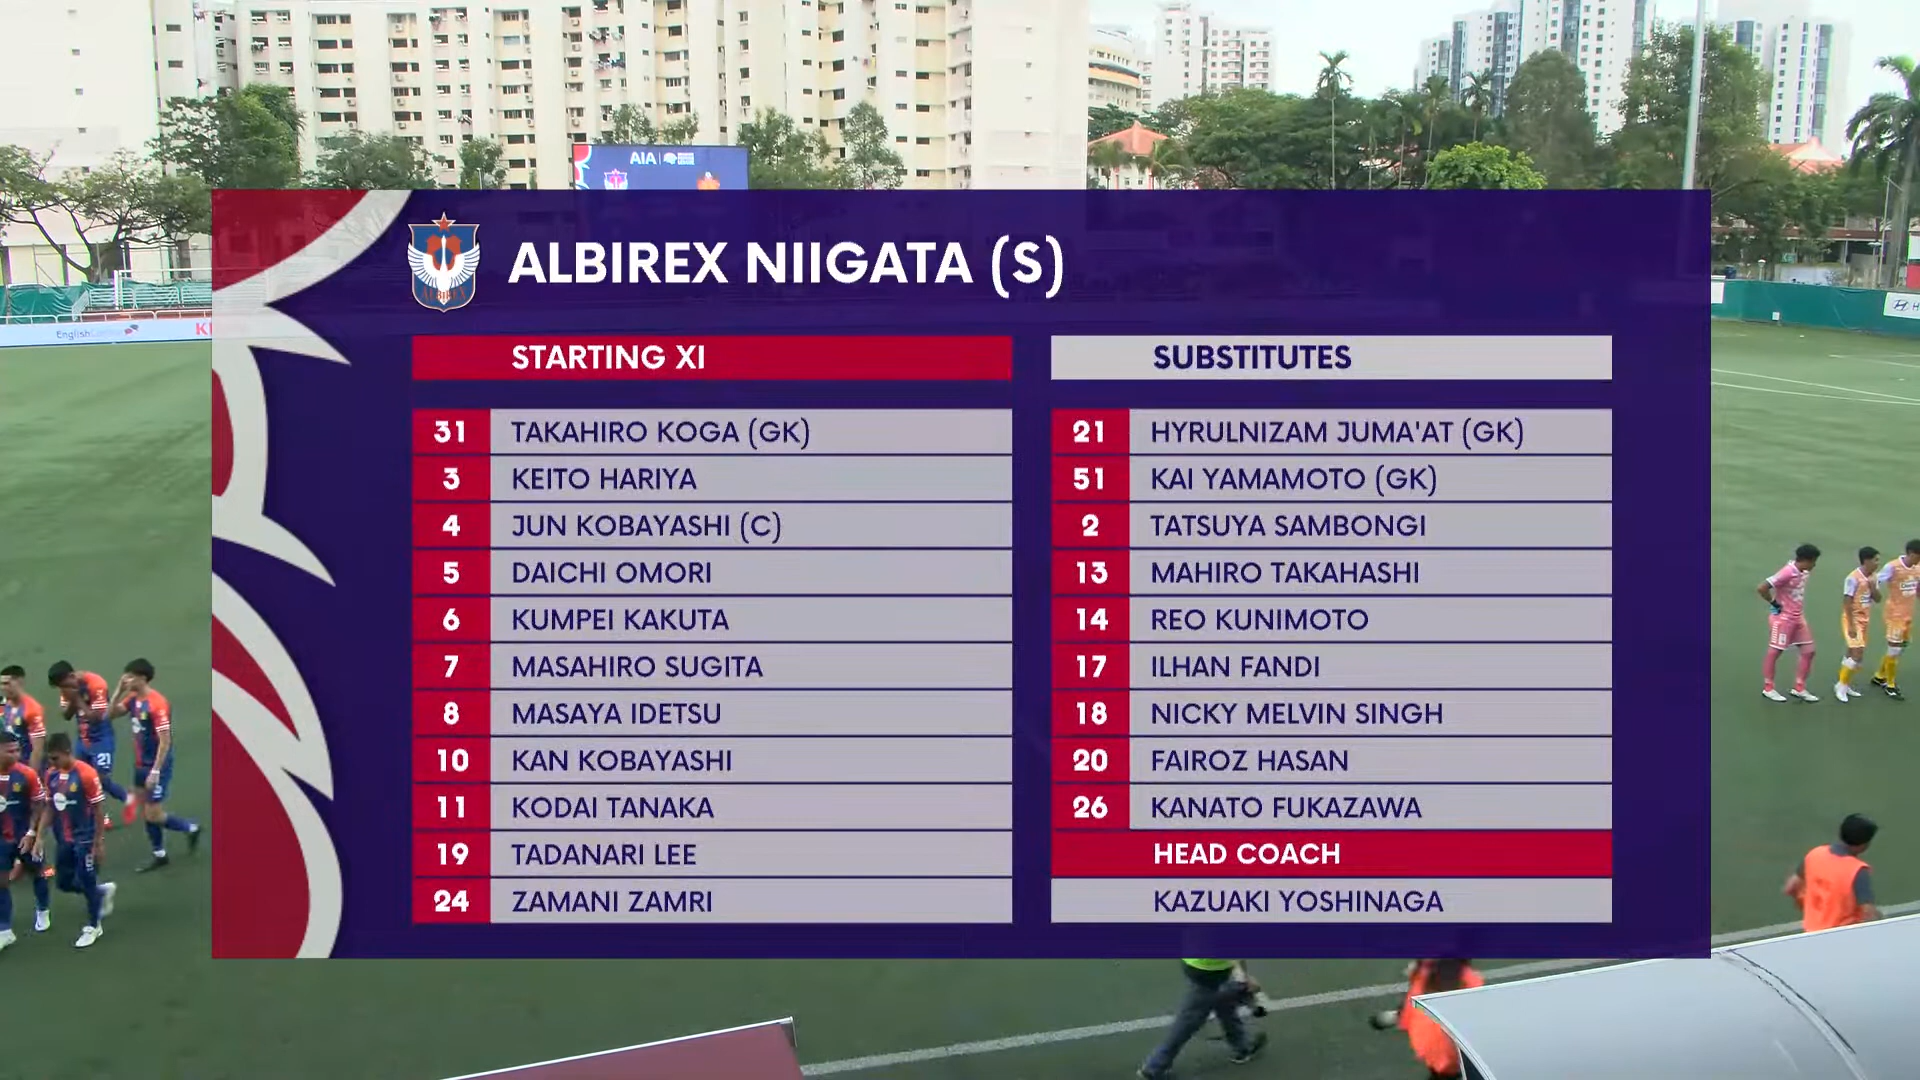 AIA
ALBIREX NIIGATA (S)
ALBIREX
STARTING XI
31 TAKAHIRO KOGA (GK)
3 KEITO HARIYA
4 JUN KOBAYASHI (C)
5 DAICHI OMORI
6 KUMPEI KAKUTA
7 MASAHIRO SUGITA
8 MASAYA IDETSU
10 KAN KOBAYASHI
11 KODAI TANAKA
19 TADANARI LEE
24 ZAMANI ZAMRI
SUBSTITUTES
21 HYRULNIZAM JUMA'AT (GK)
51 KAI YAMAMOTO (GK)
2 TATSUYA SAMBONGI
13 MAHIRO TAKAHASHI
14 REO KUNIMOTO
17 ILHAN FANDI
18 NICKY MELVIN SINGH
20 FAIROZ HASAN
26 KANATO FUKAZAWA
HEAD COACH
KAZUAKI YOSHINAGA
21